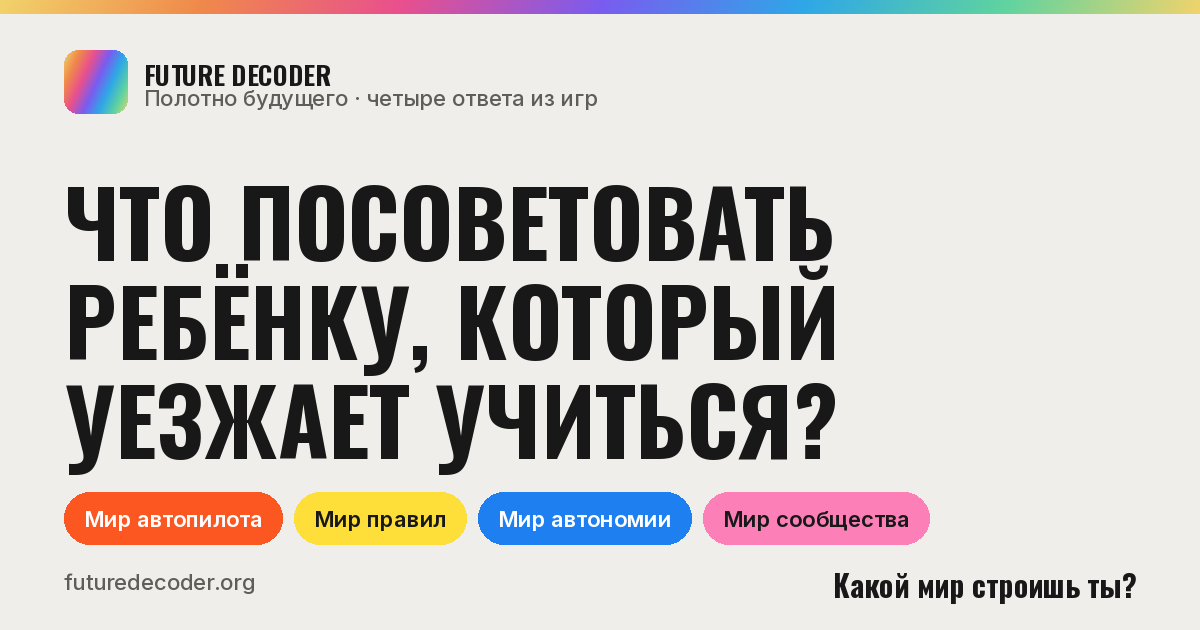 FUTURE DECODER
Полотно будущего · четыре ответа из игр
ЧТО ПОСОВЕТОВАТЬ
РЕБЁНКУ, КОТОРЫЙ
УЕЗЖАЕТ УЧИТЬСЯ?
Мир автопилота
Мир правил
Мир автономии
Мир сообщества
futuredecoder.org
Какой мир строишь ты?